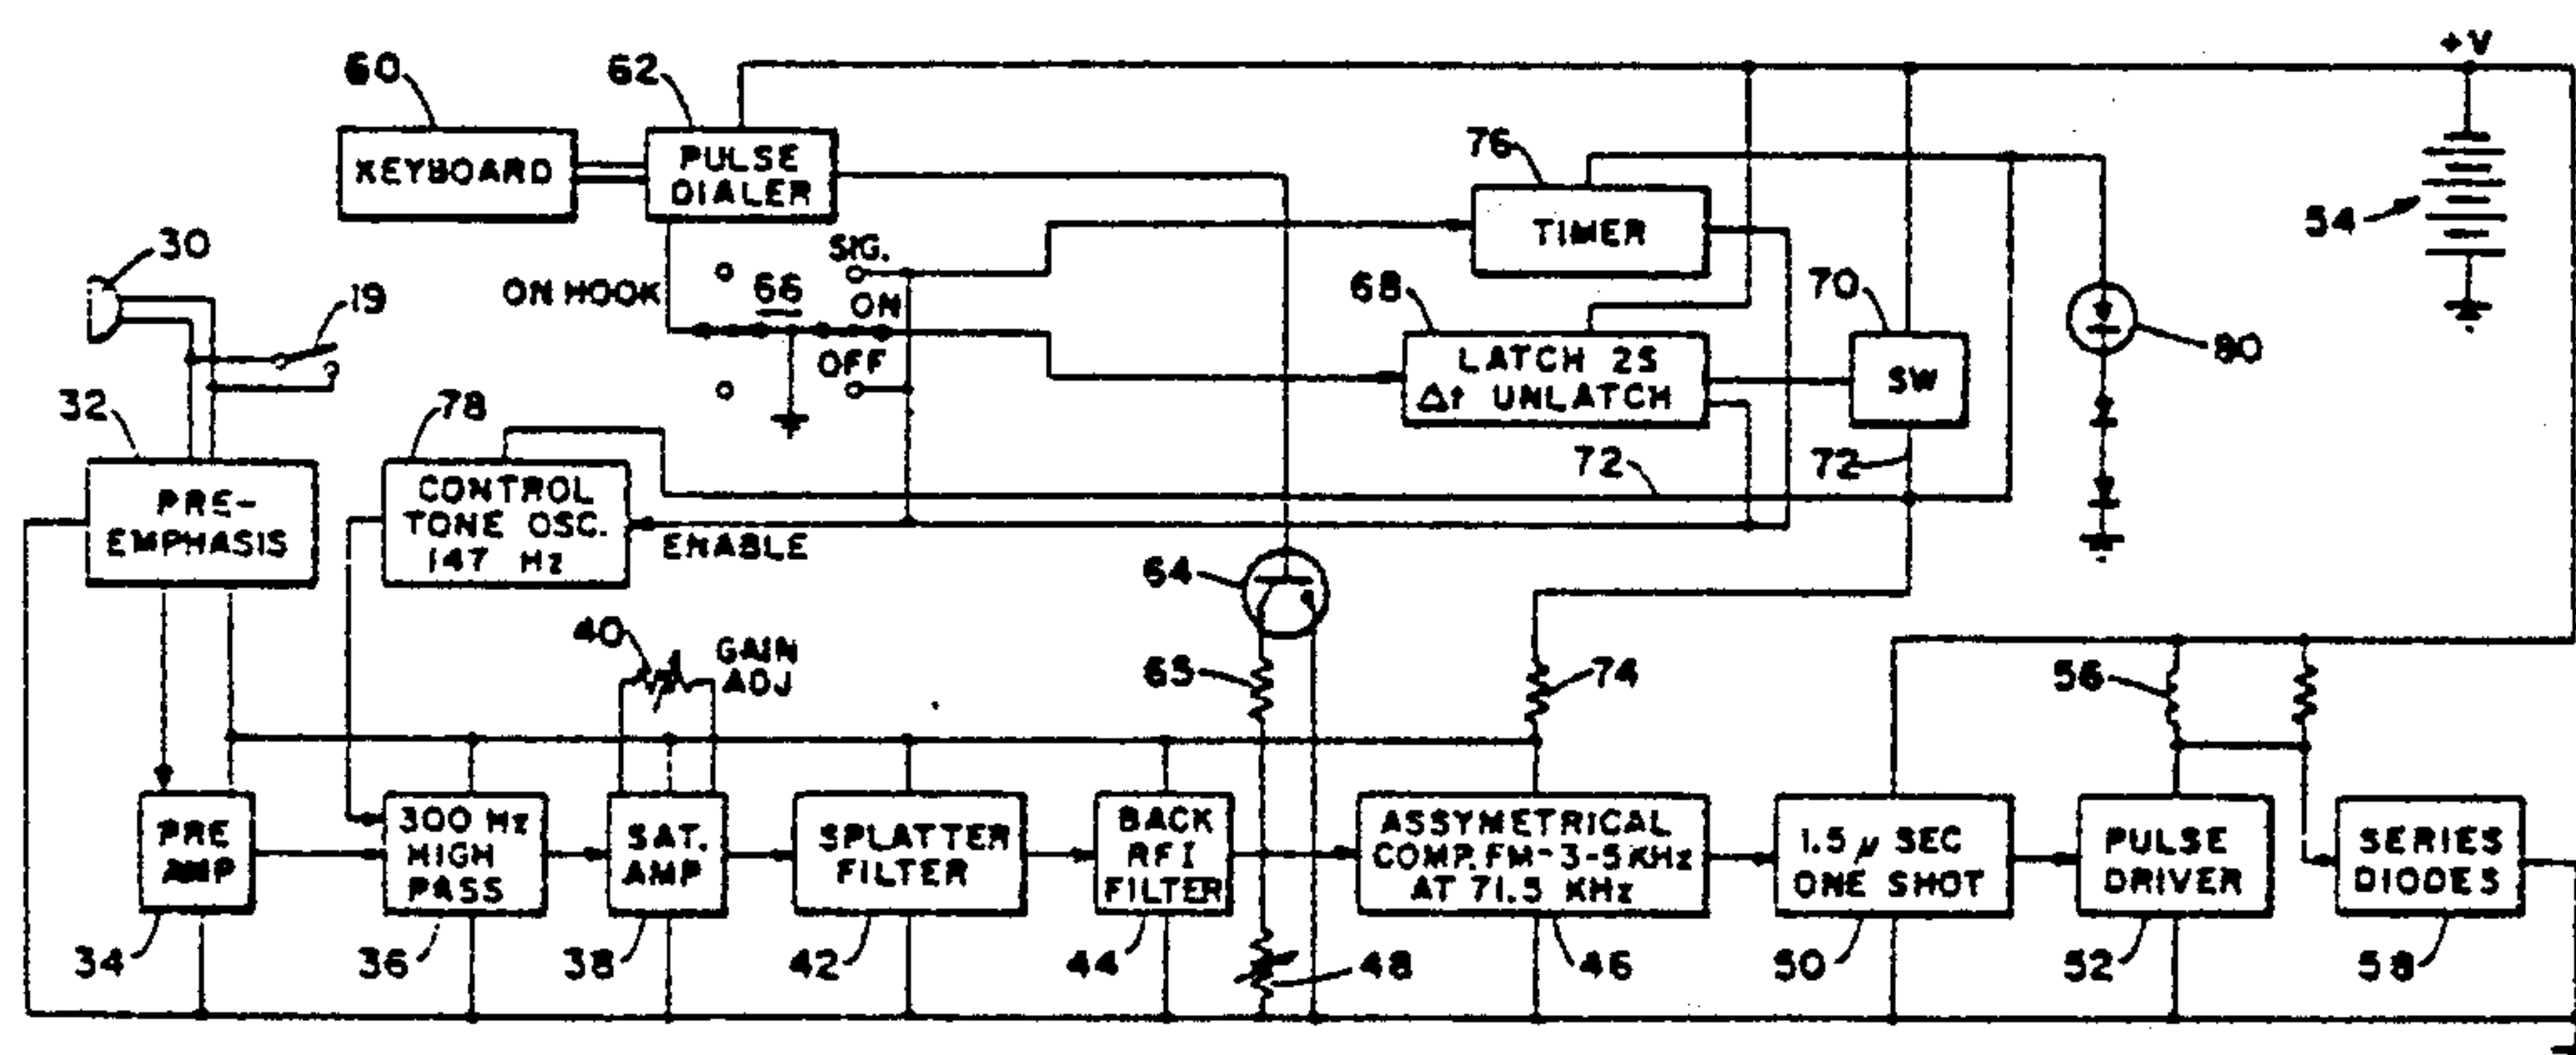 +V
60
62
KEYBOARD
PULSE
DIALER
76
TIMER
54
30
19
ON HOOK
SIG.
66
ON
OFF
68
LATCH 2S
Δt UNLATCH
70
SW
80
32
PRE-
EMPHASIS
78
CONTROL
TONE OSC.
147 Hz
ENABLE
72
72
64
40
GAIN
ADJ
65
74
56
PRE
AMP
300 Hz
HIGH
PASS
SAT.
AMP
SPLATTER
FILTER
BACK
RFI
FILTER
ASSYMETRICAL
COMP. FM-3-5KHz
AT 71.5 KHz
1.5 μ SEC
ONE SHOT
PULSE
DRIVER
SERIES
DIODES
34
36
38
42
44
48
46
50
52
58